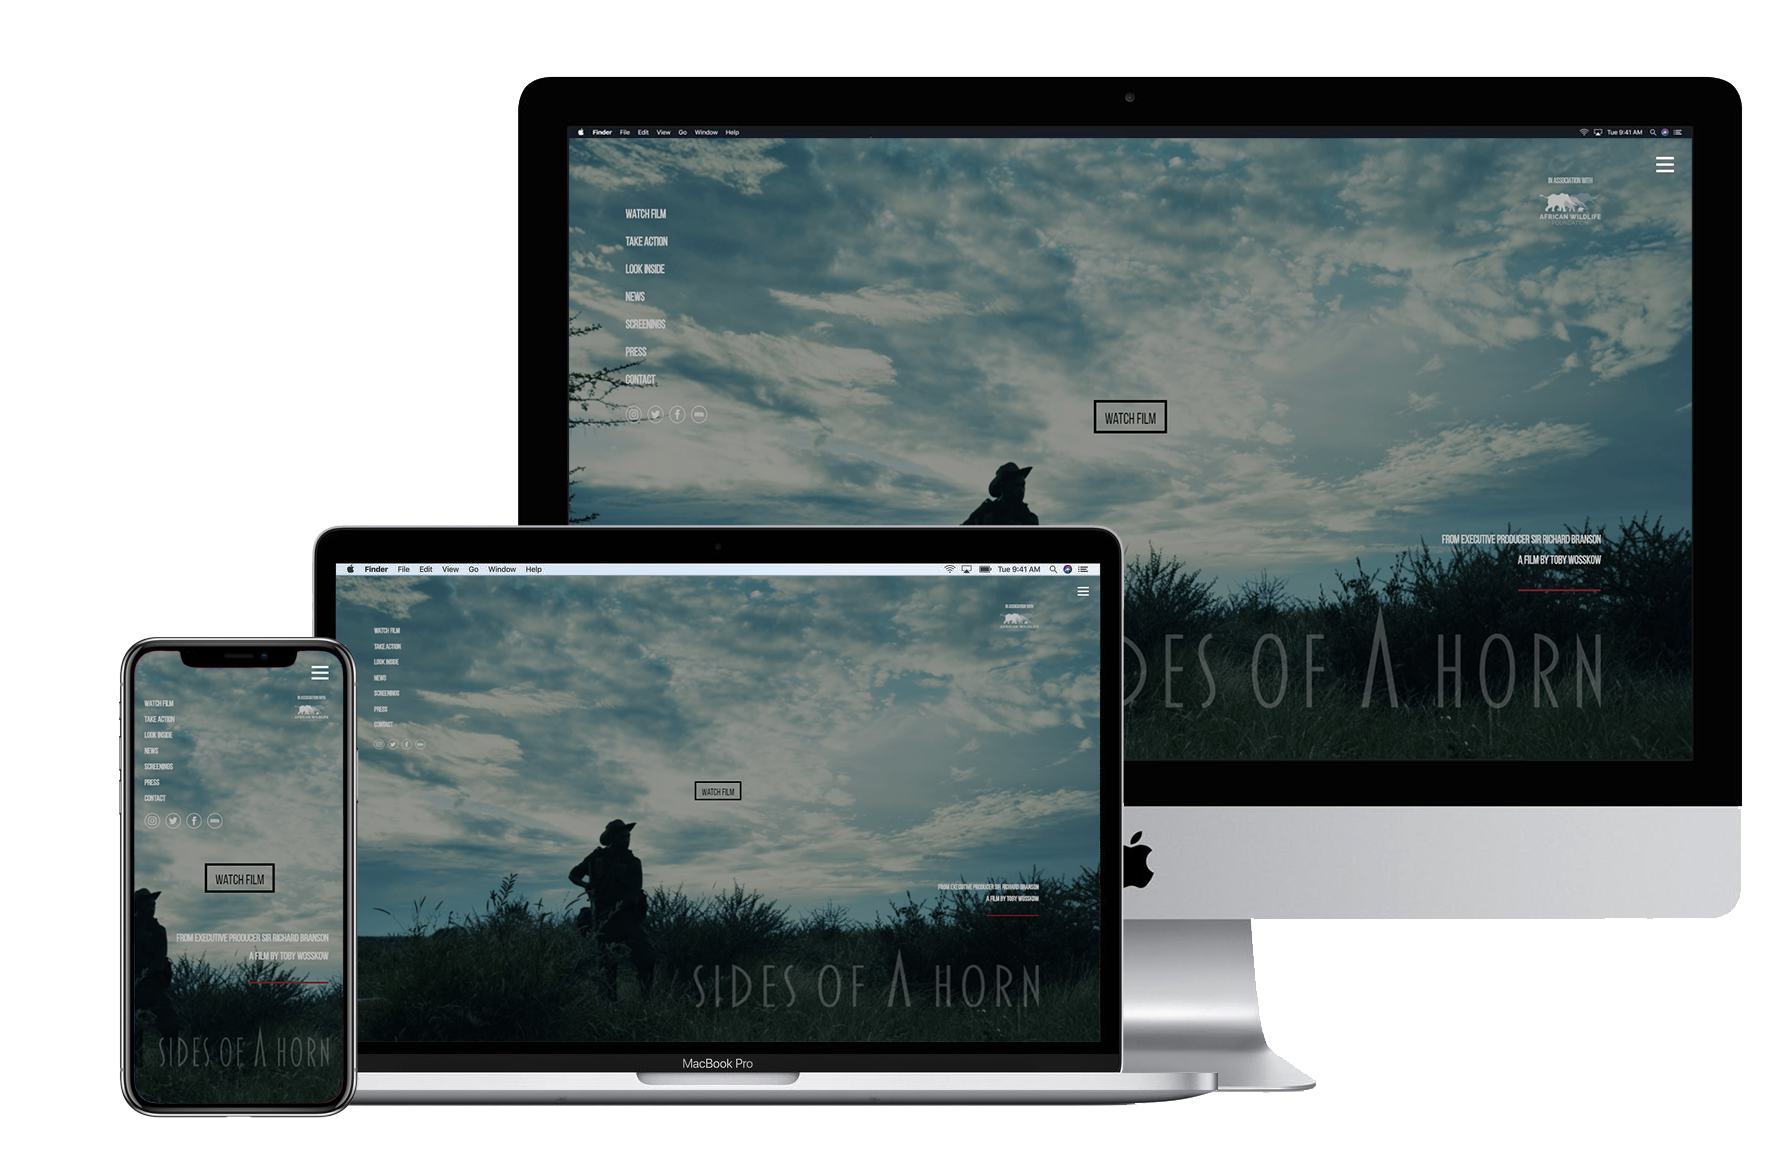 Finder File Edit View Go Window Help
Tue 9:41 AM
IN ASSOCIATION WITH
AFRICAN WILDLIFE
FOUNDATION
WATCH FILM
TAKE ACTION
LOOK INSIDE
NEWS
SCREENINGS
PRESS
CONTACT
WATCH FILM
FROM EXECUTIVE PRODUCER SIR RICHARD BRANSON
A FILM BY TOBY WOSSKOW
DES OF A HORN
Finder File Edit View Go Window Help
Tue 9:41 AM
IN ASSOCIATION WITH
AFRICAN WILDLIFE
WATCH FILM
TAKE ACTION
LOOK INSIDE
NEWS
SCREENINGS
PRESS
CONTACT
WATCH FILM
FROM EXECUTIVE PRODUCER SIR RICHARD BRANSON
A FILM BY TOBY WOSSKOW
SIDES OF A HORN
MacBook Pro
IN ASSOCIATION WITH
AFRICAN WILDLIFE
WATCH FILM
TAKE ACTION
LOOK INSIDE
NEWS
SCREENINGS
PRESS
CONTACT
WATCH FILM
FROM EXECUTIVE PRODUCER SIR RICHARD BRANSON
A FILM BY TOBY WOSSKOW
SIDES OF A HORN